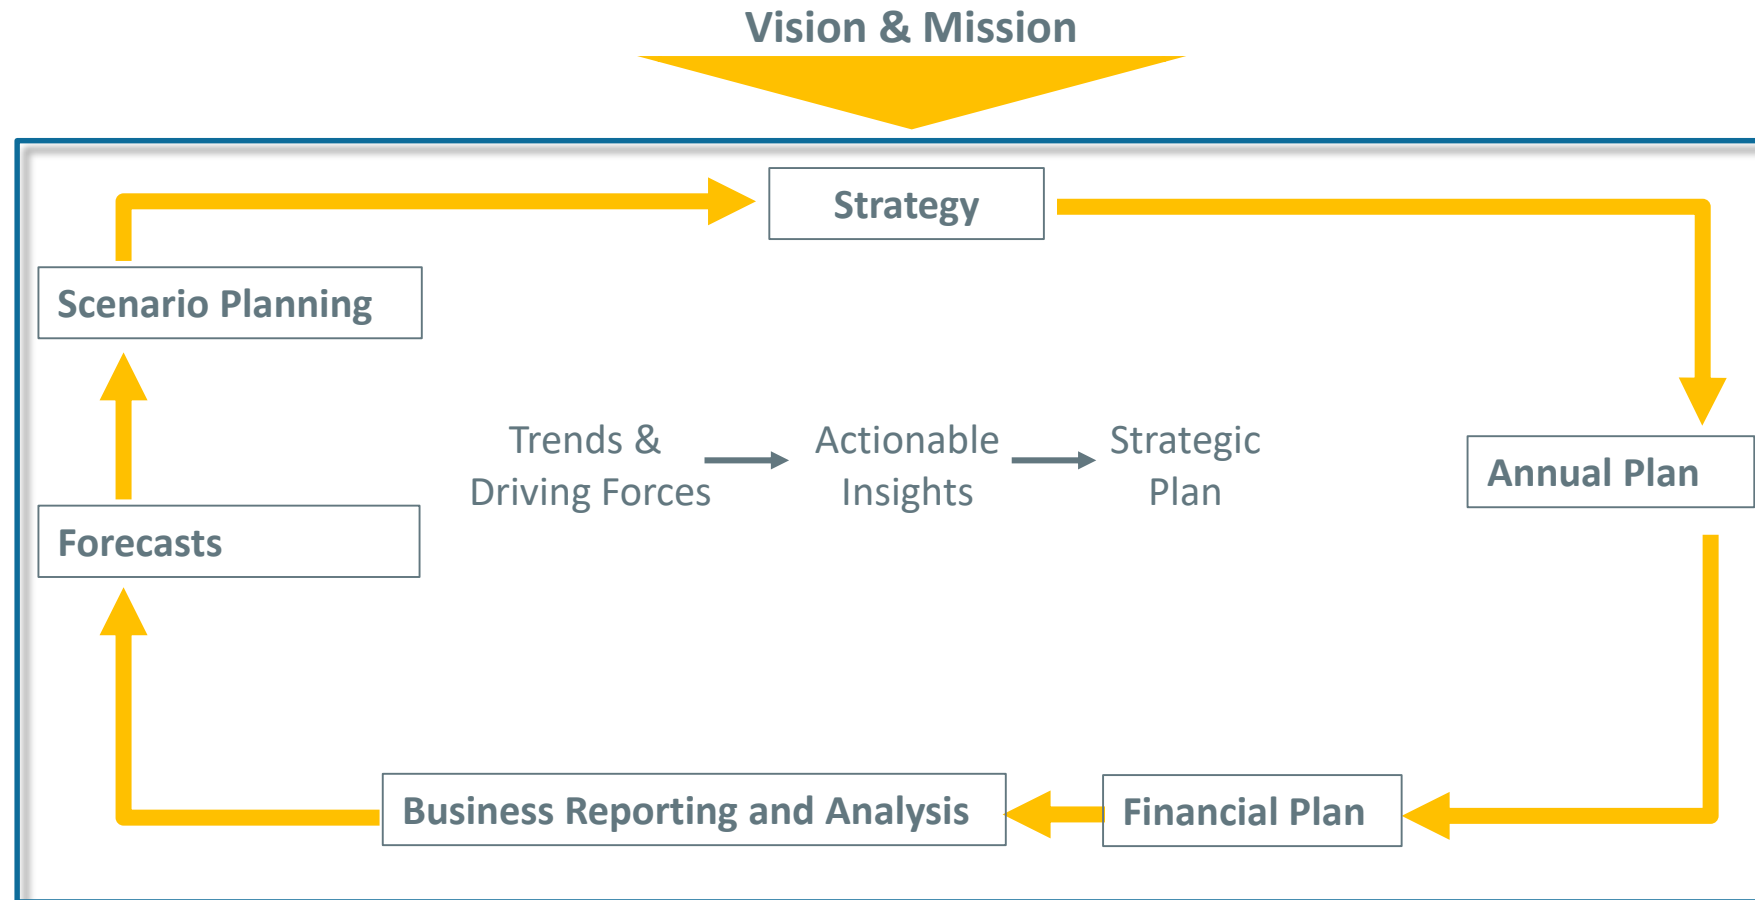 Vision & Mission
Strategy
Scenario Planning
Trends &
Driving Forces
Actionable
Insights
Strategic
Plan
Annual Plan
Forecasts
Business Reporting and Analysis
Financial Plan